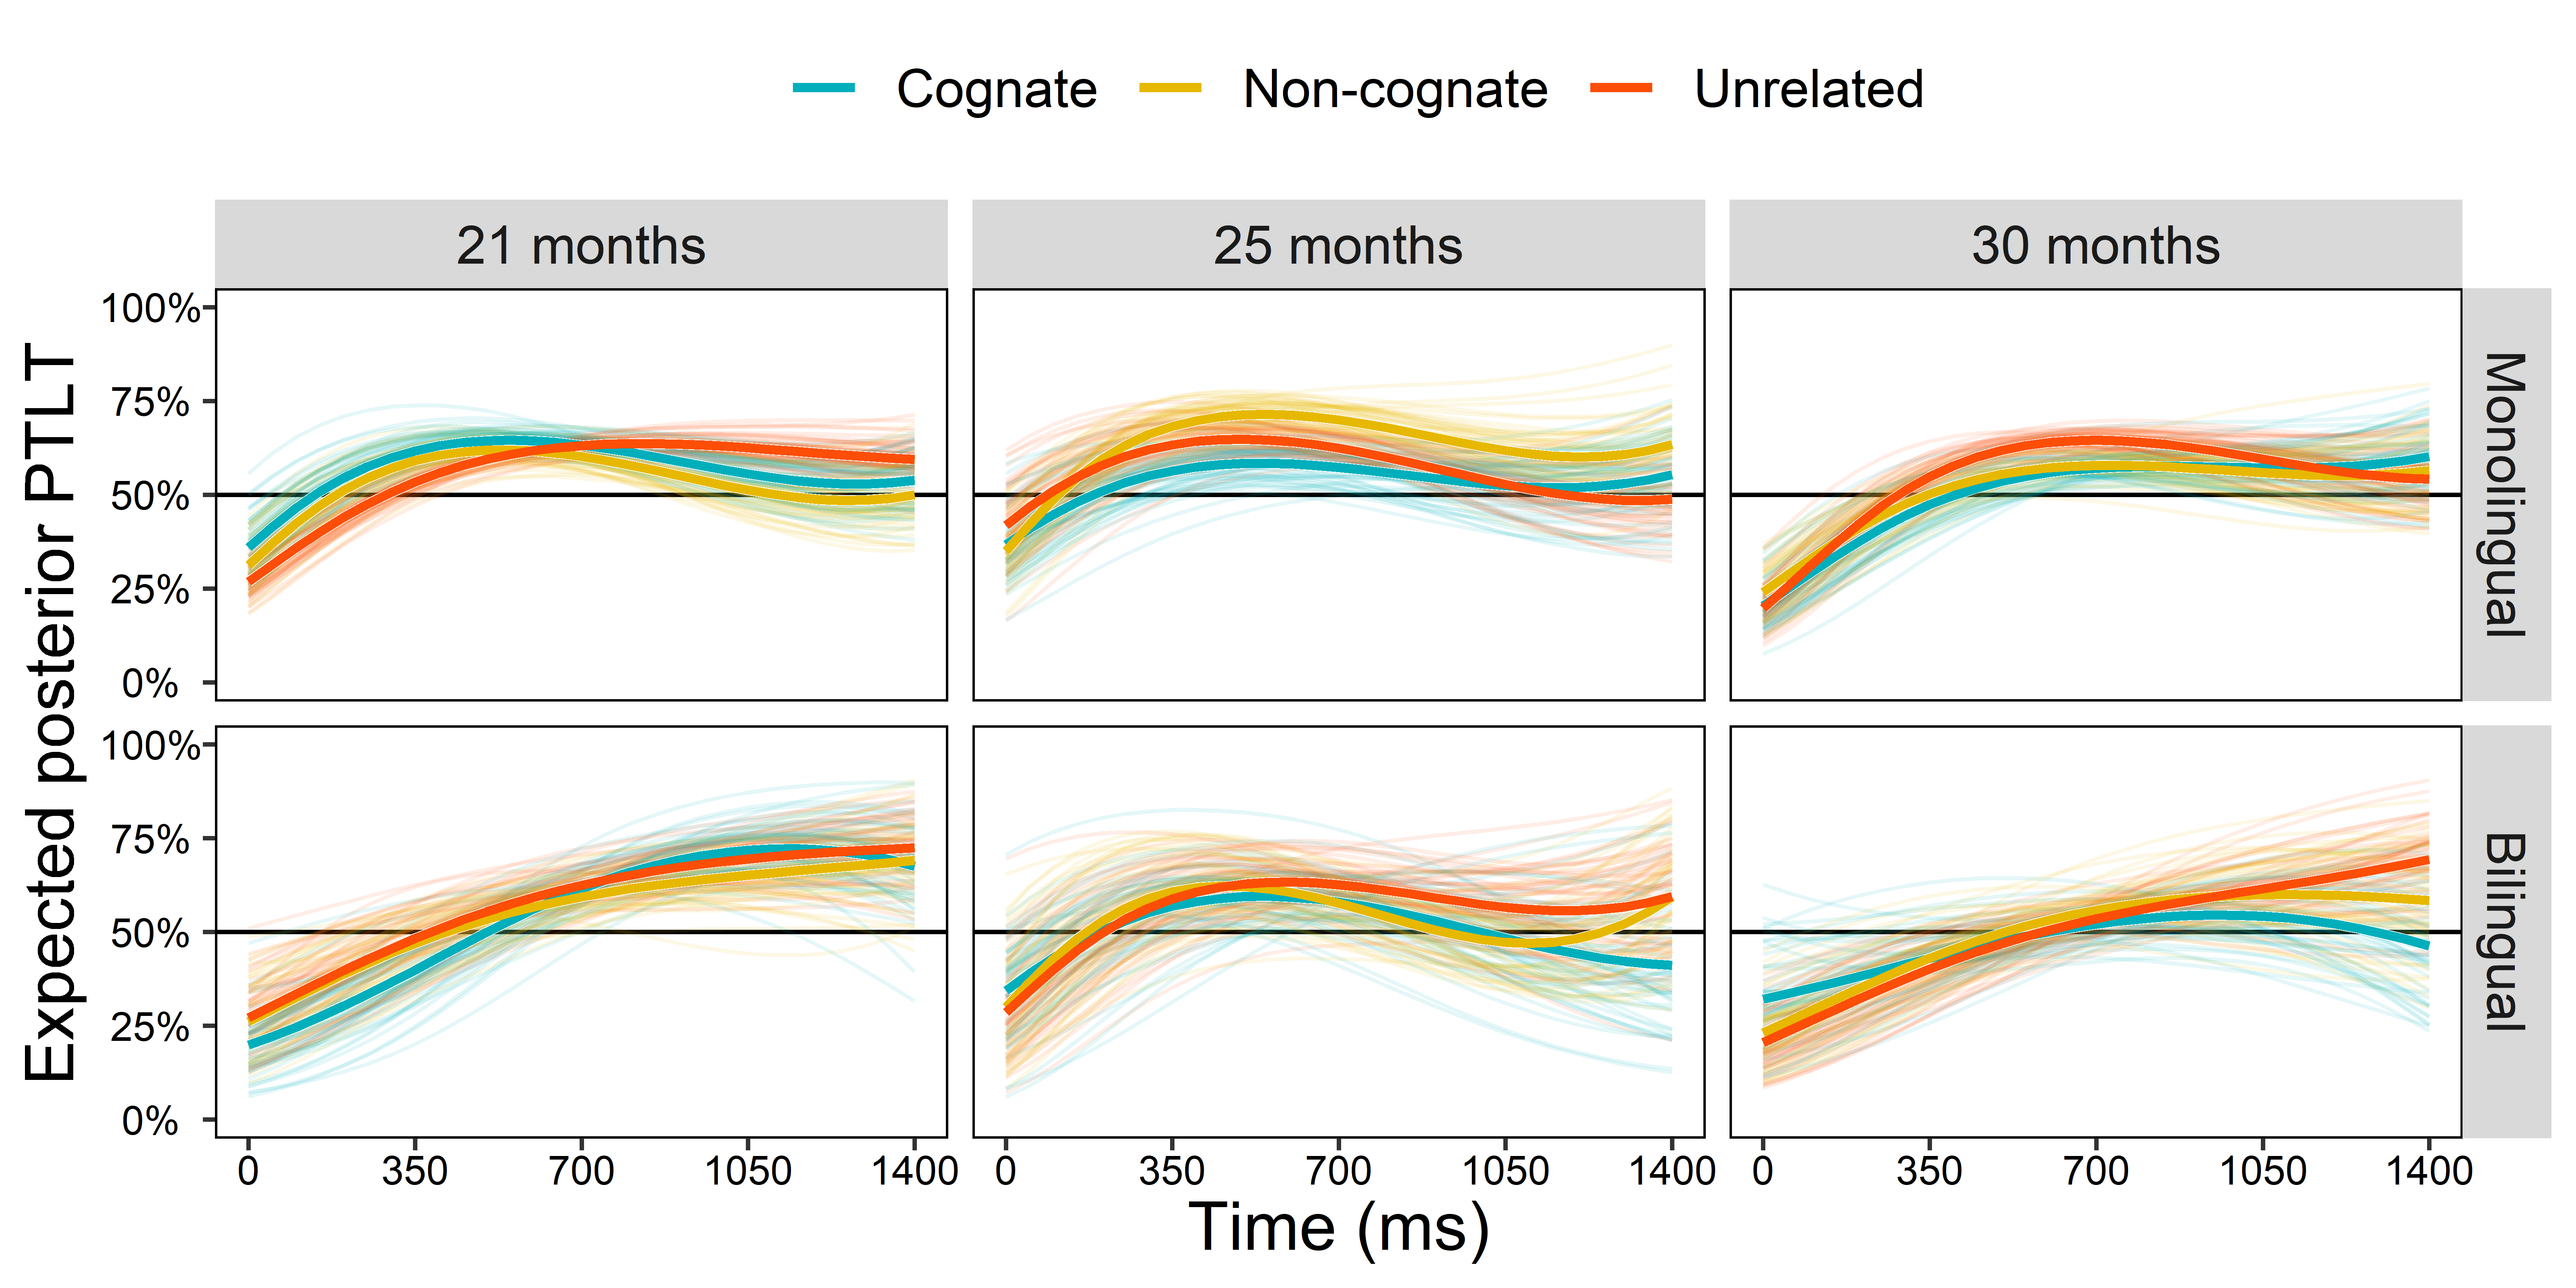 Cognate Non-cognate Unrelated
21 months 25 months 30 months
Expected posterior PTLT
100%
75%
50%
25%
0%
Monolingual
100%
75%
50%
25%
0%
Bilingual
0 350 700 1050 1400 0 350 700 1050 1400 0 350 700 1050 1400
Time (ms)